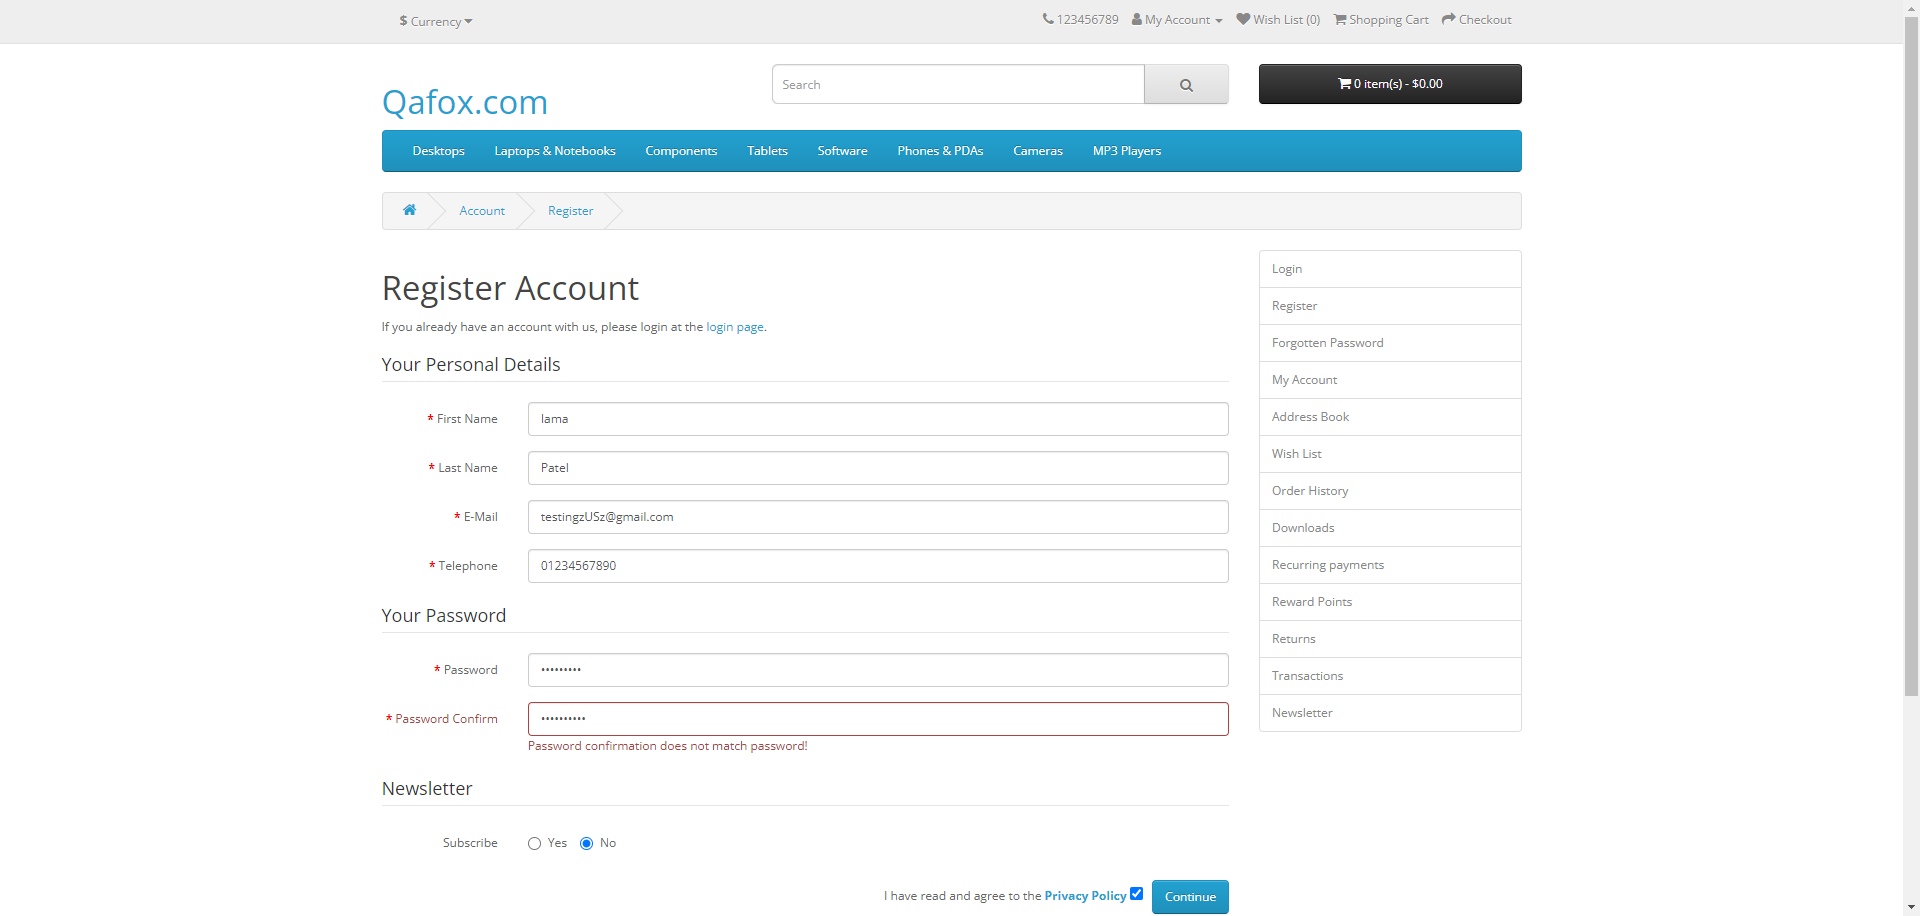 $ Currency
123456789 My Account Wish List (0) Shopping Cart Checkout
Qafox.com
Search
0 item(s) - $0.00
Desktops Laptops & Notebooks Components Tablets Software Phones & PDAs Cameras MP3 Players
Account Register
Register Account
If you already have an account with us, please login at the login page.
Your Personal Details
* First Name lama
* Last Name Patel
* E-Mail testingzUSz@gmail.com
* Telephone 01234567890
Your Password
* Password •••••••••
* Password Confirm ••••••••••
Password confirmation does not match password!
Newsletter
Subscribe Yes No
I have read and agree to the Privacy Policy Continue
Login
Register
Forgotten Password
My Account
Address Book
Wish List
Order History
Downloads
Recurring payments
Reward Points
Returns
Transactions
Newsletter